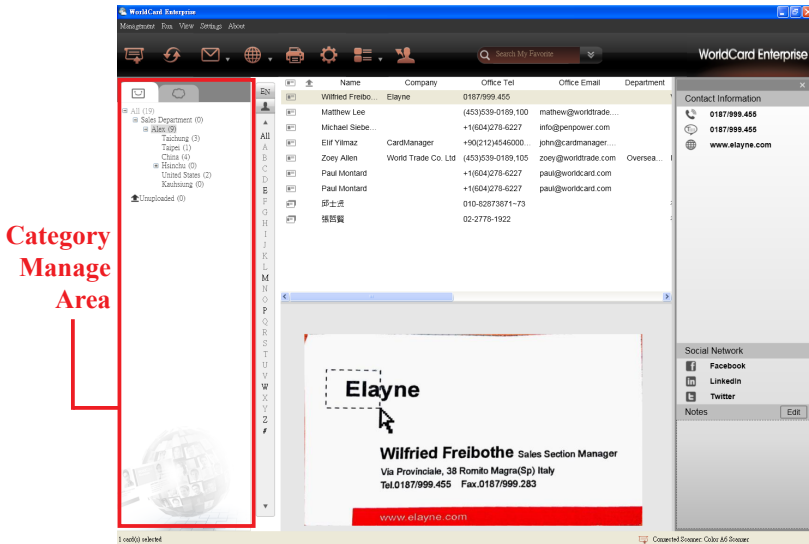 WorldCard Enterprise
Management Run View Settings About
Search My Favorite
WorldCard Enterprise
Category
Manage
Area
All (19)
Sales Department (0)
Alex (9)
Taichung (3)
Taipei (1)
China (4)
Hsinchu (0)
United States (2)
Kauhsiung (0)
Unuploaded (0)
EN
All
A
B
C
D
E
F
G
H
I
J
K
L
M
N
O
P
Q
R
S
T
U
V
W
X
Y
Z
#
Name Company Office Tel Office Email Department
Wilfried Freibo... Elayne 0187/999.455
Matthew Lee (453)539-0189,100 mathew@worldtrade....
Michael Siebe... +1(604)278-6227 info@penpower.com
Elif Yilmaz CardManager +90(212)4546000... john@cardmanager....
Zoey Allen World Trade Co. Ltd (453)539-0189,105 zoey@worldtrade.com Oversea...
Paul Montard +1(604)278-6227 paul@worldcard.com
Paul Montard +1(604)278-6227 paul@worldcard.com
010-82873871~73
張哲賢 02-2778-1922
Elayne
Wilfried Freibothe Sales Section Manager
Via Provinciale, 38 Romito Magra(Sp) Italy
Tel.0187/999.455 Fax.0187/999.283
www.elayne.com
Contact Information
0187/999.455
0187/999.455
www.elayne.com
Social Network
Facebook
LinkedIn
Twitter
Notes Edit
1 card(s) selected
Connected Scanner: Color A6 Scanner